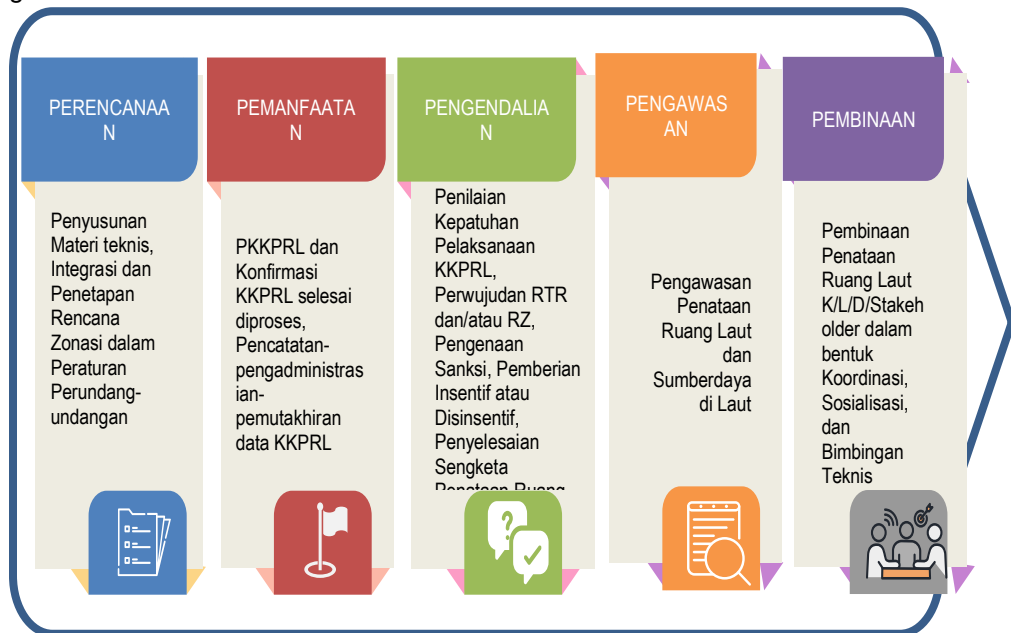 g
PERENCANAA
N
Penyusunan
Materi teknis,
Integrasi dan
Penetapan
Rencana
Zonasi dalam
Peraturan
Perundang-
undangan
PEMANFAATA
N
PKKPRL dan
Konfirmasi
KKPRL selesai
diproses,
Pencatatan-
pengadministras
ian-
pemutakhiran
data KKPRL
PENGENDALIA
N
Penilaian
Kepatuhan
Pelaksanaan
KKPRL,
Perwujudan RTR
dan/atau RZ,
Pengenaan
Sanksi, Pemberian
Insentif atau
Disinsentif,
Penyelesaian
Sengketa
Penataan Ruang
PENGAWAS
AN
Pengawasan
Penataan
Ruang Laut
dan
Sumberdaya
di Laut
PEMBINAAN
Pembinaan
Penataan
Ruang Laut
K/L/D/Stakeh
older dalam
bentuk
Koordinasi,
Sosialisasi,
dan
Bimbingan
Teknis